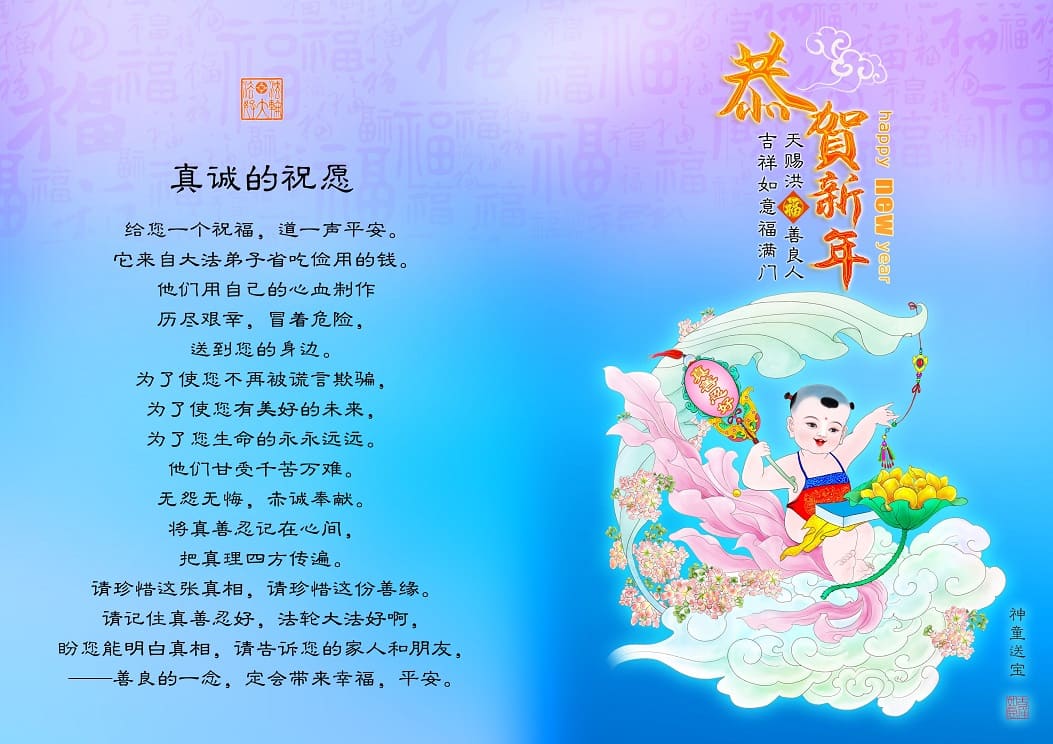 法轮大法好
真诚的祝愿
给您一个祝福，道一声平安。
它来自大法弟子省吃俭用的钱。
他们用自己的心血制作
历尽艰辛，冒着危险，
送到您的身边。
为了使您不再被谎言欺骗，
为了使您有美好的未来，
为了您生命的永永远远。
他们甘受千苦万难。
无怨无悔，赤诚奉献。
将真善忍记在心间，
把真理四方传遍。
请珍惜这张真相，请珍惜这份善缘。
请记住真善忍好，法轮大法好啊，
盼您能明白真相，请告诉您的家人和朋友，
——善良的一念，定会带来幸福，平安。
恭賀新年
happy new year
天赐洪福善良人
吉祥如意福满门
真善忍好
神童送宝